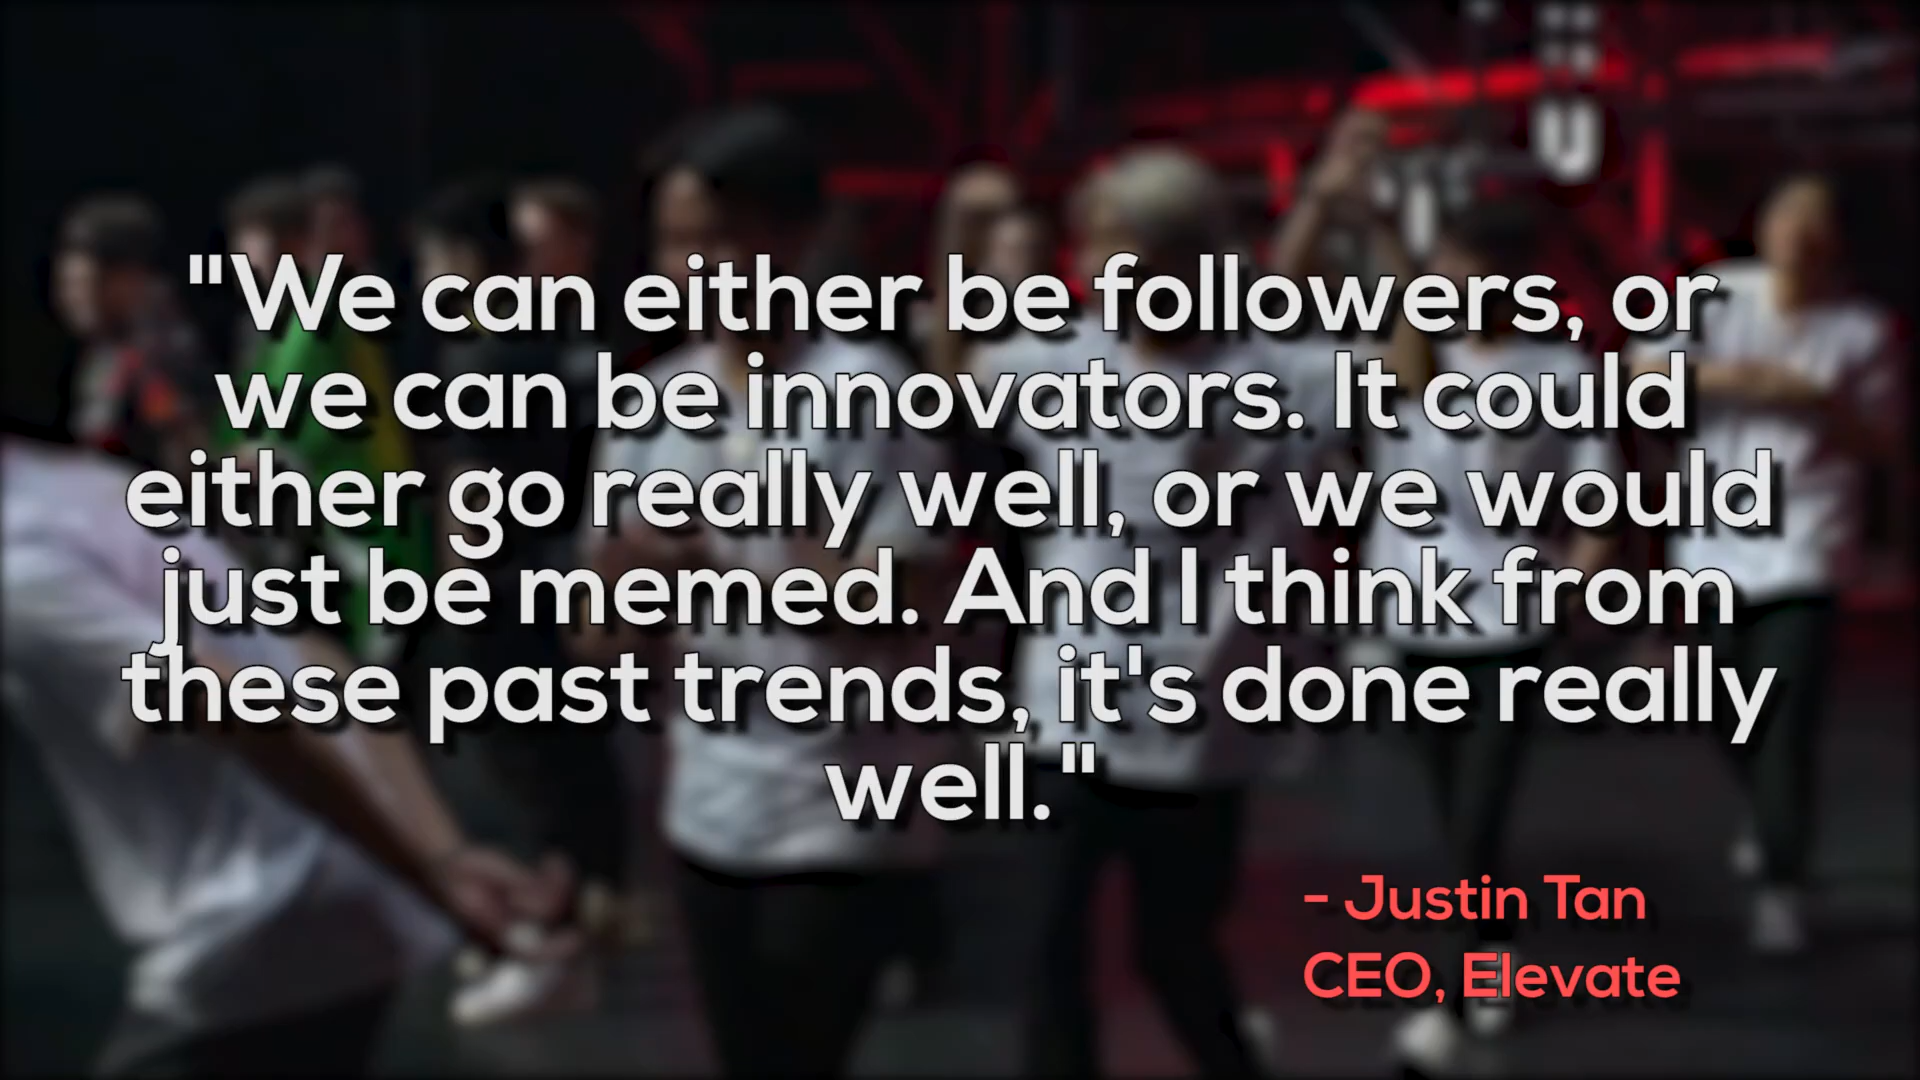 "We can either be followers, or
we can be innovators. It could
either go really well, or we would
just be memed. And I think from
these past trends, it's done really
well."
- Justin Tan
CEO, Elevate